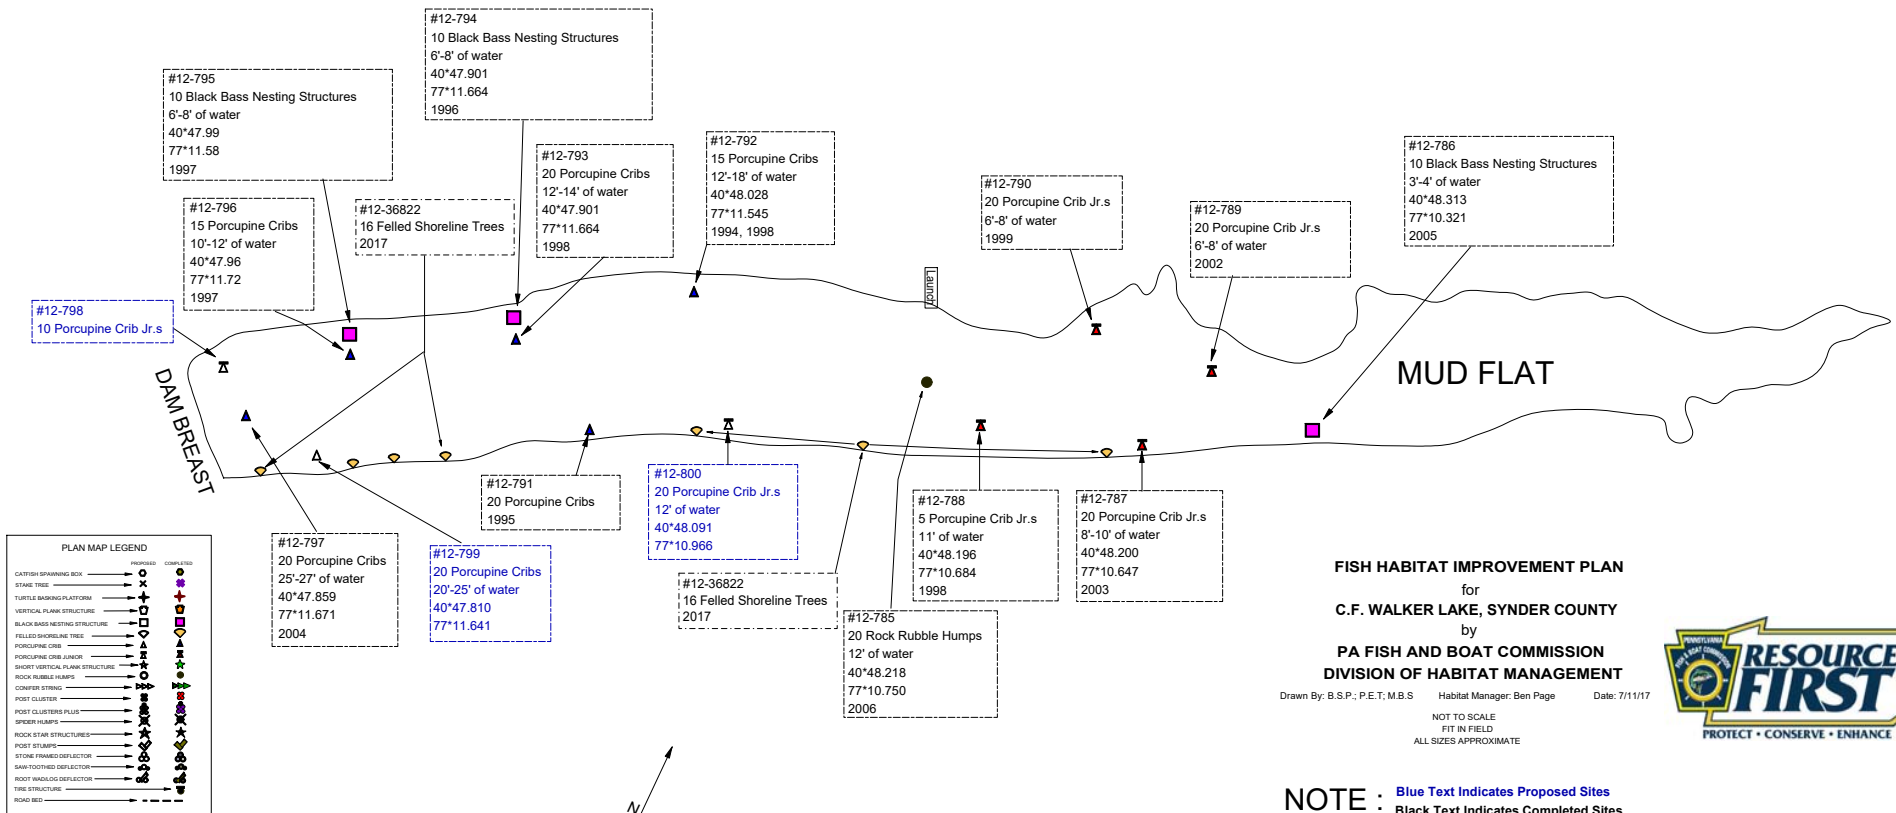 #12-794
10 Black Bass Nesting Structures
6'-8' of water
40*47.901
77*11.664
1996
#12-795
10 Black Bass Nesting Structures
6'-8' of water
40*47.99
77*11.58
1997
#12-793
20 Porcupine Cribs
12'-14' of water
40*47.901
77*11.664
1998
#12-792
15 Porcupine Cribs
12'-18' of water
40*48.028
77*11.545
1994, 1998
#12-790
20 Porcupine Crib Jr.s
6'-8' of water
1999
#12-789
20 Porcupine Crib Jr.s
6'-8' of water
2002
#12-786
10 Black Bass Nesting Structures
3'-4' of water
40*48.313
77*10.321
2005
#12-796
15 Porcupine Cribs
10'-12' of water
40*47.96
77*11.72
1997
#12-36822
16 Felled Shoreline Trees
2017
#12-798
10 Porcupine Crib Jr.s
Launch
DAM BREAST
MUD FLAT
#12-791
20 Porcupine Cribs
1995
#12-800
20 Porcupine Crib Jr.s
12' of water
40*48.091
77*10.966
#12-788
5 Porcupine Crib Jr.s
11' of water
40*48.196
77*10.684
1998
#12-787
20 Porcupine Crib Jr.s
8'-10' of water
40*48.200
77*10.647
2003
#12-797
20 Porcupine Cribs
25'-27' of water
40*47.859
77*11.671
2004
#12-799
20 Porcupine Cribs
20'-25' of water
40*47.810
77*11.641
#12-36822
16 Felled Shoreline Trees
2017
#12-785
20 Rock Rubble Humps
12' of water
40*48.218
77*10.750
2006
PLAN MAP LEGEND
PROPOSED COMPLETED
CATFISH SPAWNING BOX
STAKE TREE
TURTLE BASKING PLATFORM
VERTICAL PLANK STRUCTURE
BLACK BASS NESTING STRUCTURE
FELLED SHORELINE TREE
PORCUPINE CRIB
PORCUPINE CRIB JUNIOR
SHORT VERTICAL PLANK STRUCTURE
ROCK RUBBLE HUMPS
CONIFER STRING
POST CLUSTER
POST CLUSTERS PLUS
SPIDER HUMPS
ROCK STAR STRUCTURES
POST STUMPS
STONE FRAMED DEFLECTOR
SAW-TOOTHED DEFLECTOR
ROOT WAD/LOG DEFLECTOR
TIRE STRUCTURE
ROAD BED
N
FISH HABITAT IMPROVEMENT PLAN
for
C.F. WALKER LAKE, SYNDER COUNTY
by
PA FISH AND BOAT COMMISSION
DIVISION OF HABITAT MANAGEMENT
Drawn By: B.S.P.; P.E.T; M.B.S Habitat Manager: Ben Page Date: 7/11/17
NOT TO SCALE
FIT IN FIELD
ALL SIZES APPROXIMATE
PENNSYLVANIA
FISH & BOAT COMMISSION
RESOURCE
FIRST
PROTECT • CONSERVE • ENHANCE
NOTE : Blue Text Indicates Proposed Sites
Black Text Indicates Completed Sites